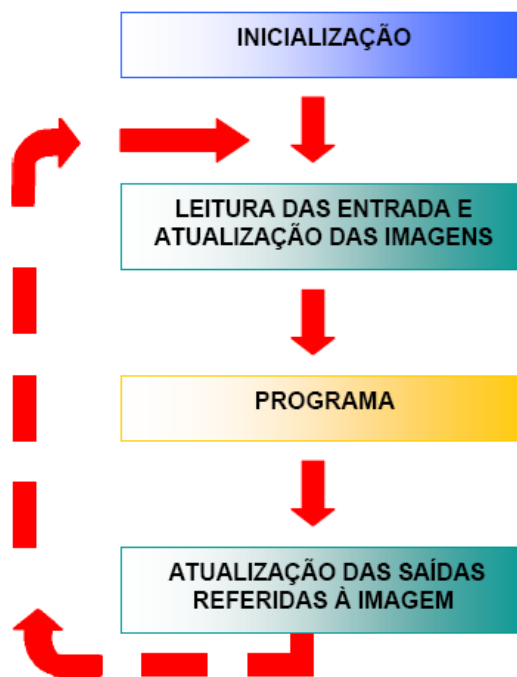 INICIALIZAÇÃO
LEITURA DAS ENTRADA E
ATUALIZAÇÃO DAS IMAGENS
PROGRAMA
ATUALIZAÇÃO DAS SAÍDAS
REFERIDAS À IMAGEM